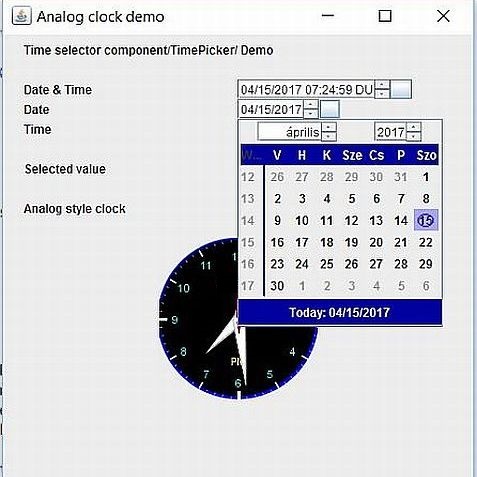 Analog clock demo
Time selector component/TimePicker/ Demo
Date & Time 04/15/2017 07:24:59 DU
Date 04/15/2017
Time április 2017
W... V H K Sze Cs P Szo
12 26 27 28 29 30 31 1
13 2 3 4 5 6 7 8
14 9 10 11 12 13 14 15
15 16 17 18 19 20 21 22
16 23 24 25 26 27 28 29
17 30 1 2 3 4 5 6
Today: 04/15/2017
Selected value
Analog style clock
11
10
9
8 4
7 5
6